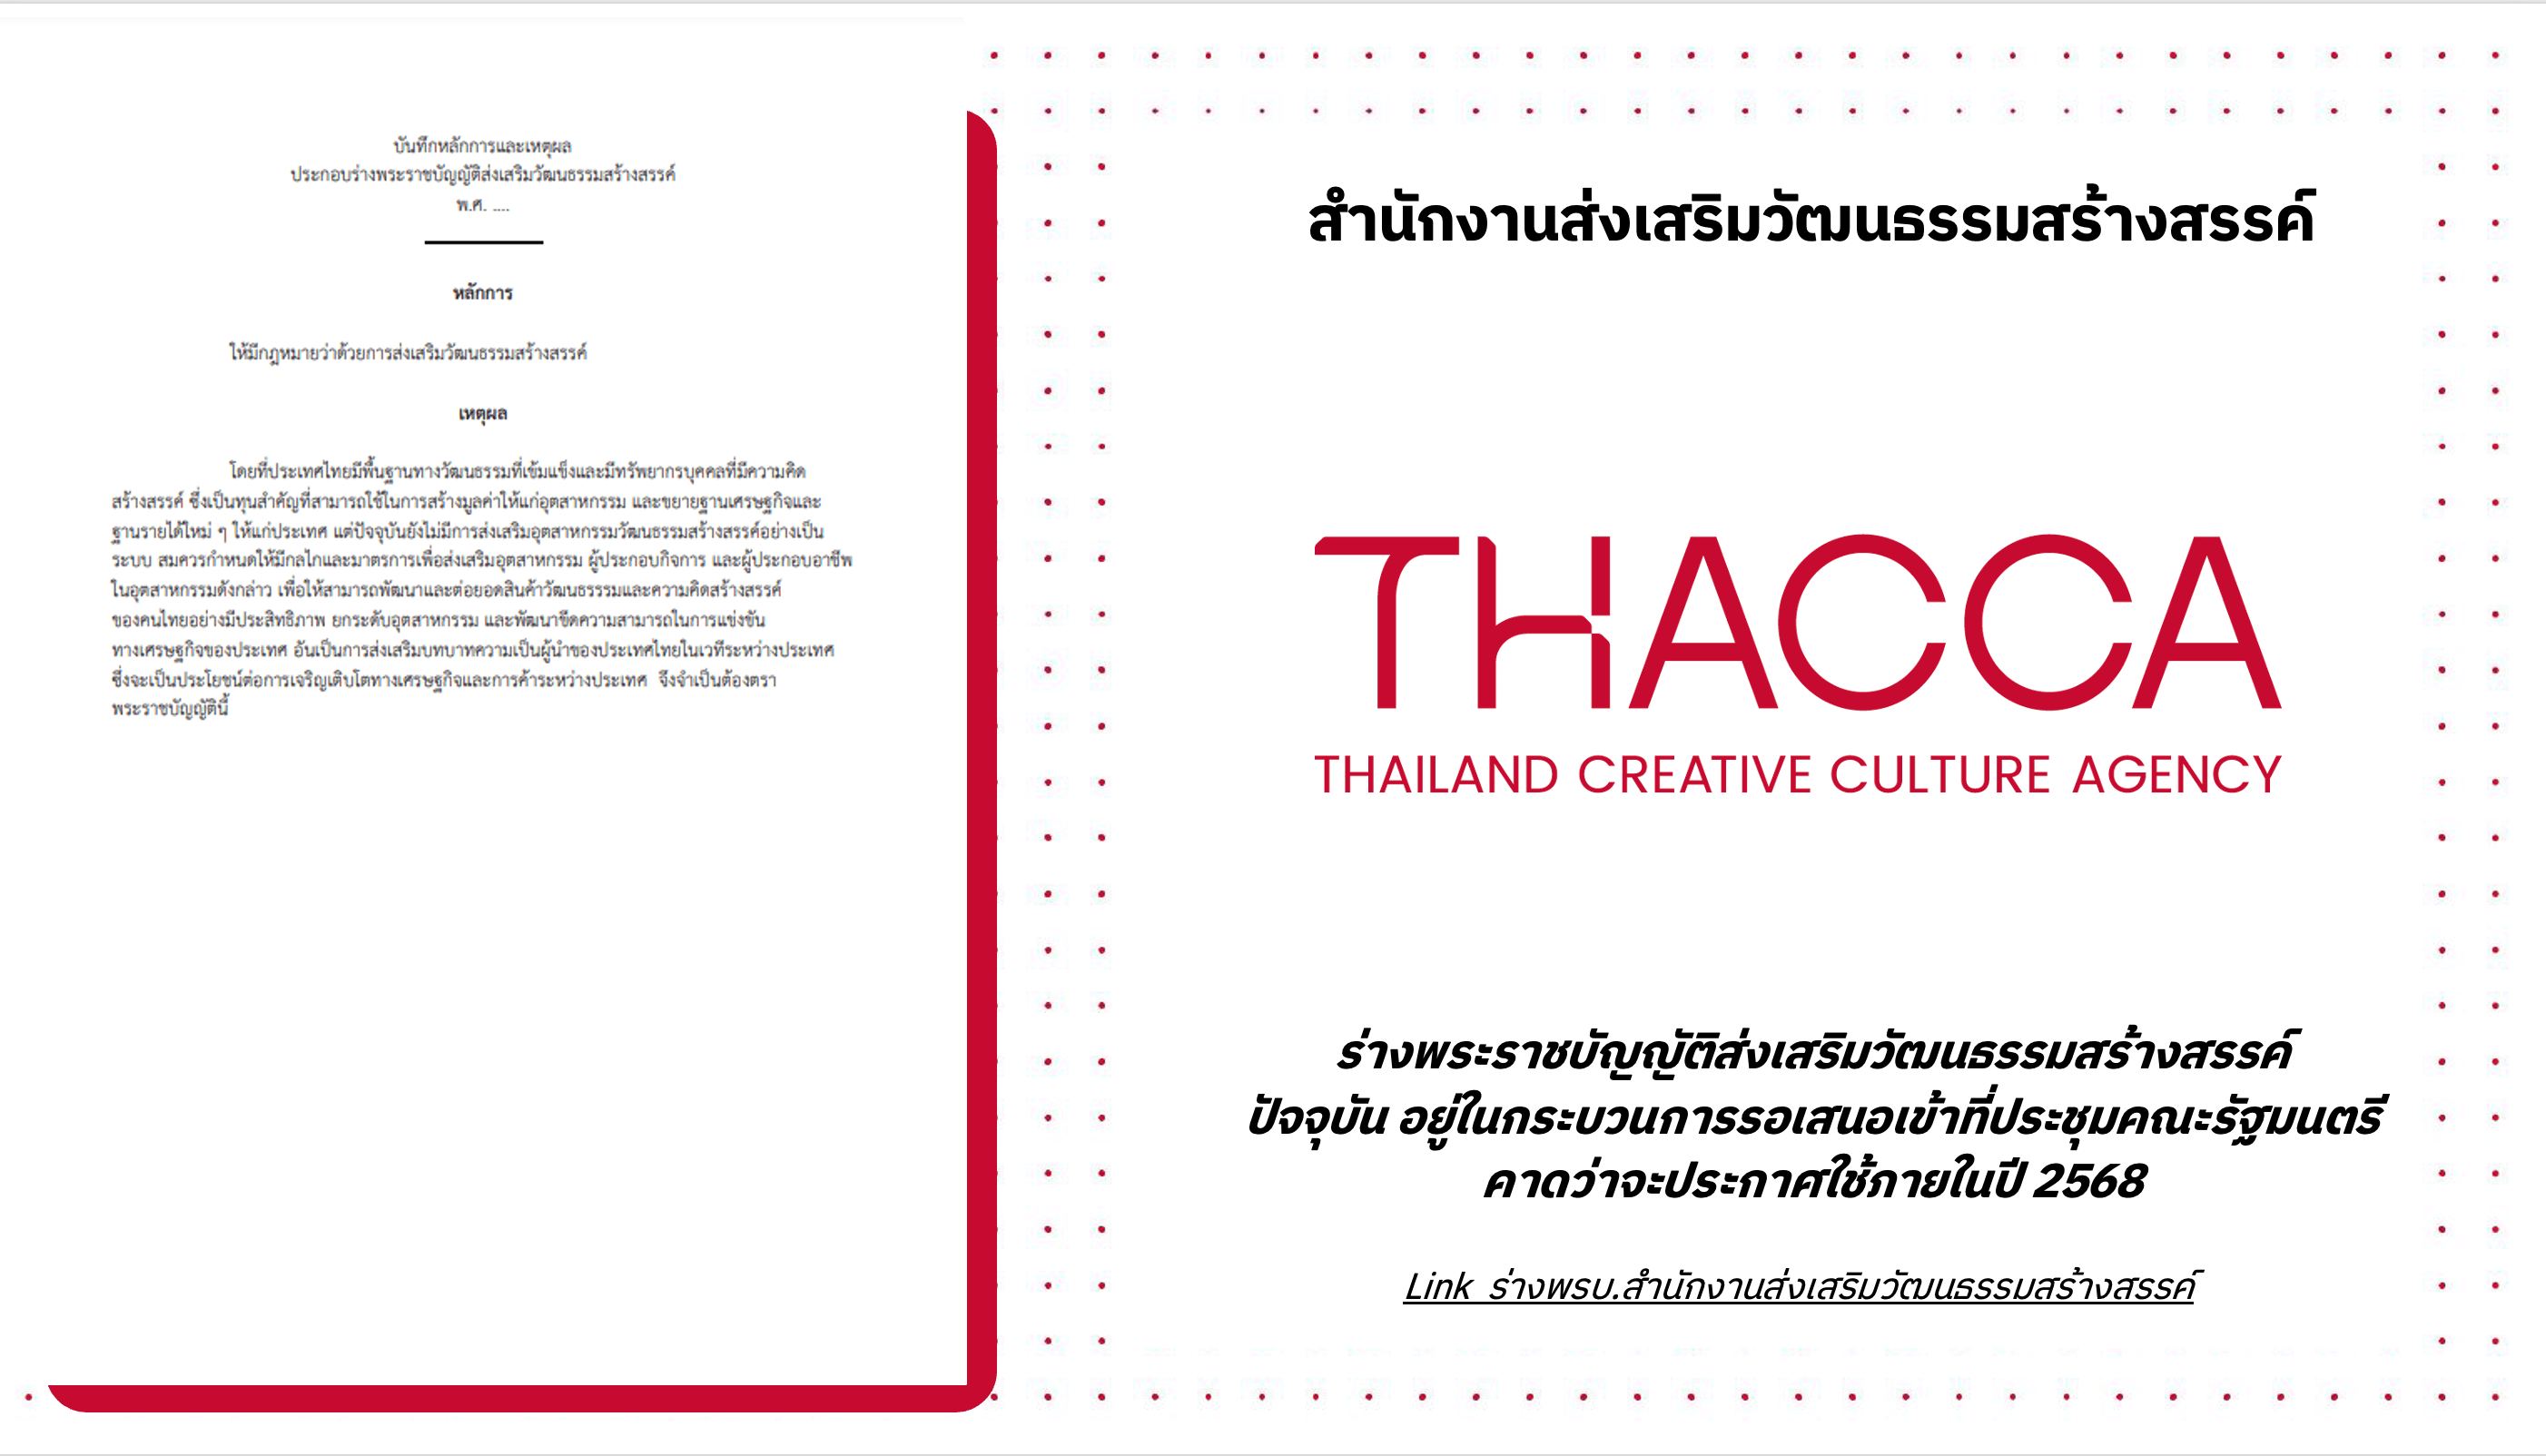 บันทึกหลักการและเหตุผล
ประกอบร่างพระราชบัญญัติส่งเสริมวัฒนธรรมสร้างสรรค์
พ.ศ. ....
หลักการ
ให้มีกฎหมายว่าด้วยการส่งเสริมวัฒนธรรมสร้างสรรค์
เหตุผล
โดยที่ประเทศไทยมีพื้นฐานทางวัฒนธรรมที่เข้มแข็งและมีทรัพยากรบุคคลที่มีความคิด
สร้างสรรค์ ซึ่งเป็นทุนสำคัญที่สามารถใช้ในการสร้างมูลค่าให้แก่อุตสาหกรรม และขยายฐานเศรษฐกิจและ
ฐานรายได้ใหม่ ๆ ให้แก่ประเทศ แต่ปัจจุบันยังไม่มีการส่งเสริมอุตสาหกรรมวัฒนธรรมสร้างสรรค์อย่างเป็น
ระบบ สมควรกำหนดให้มีกลไกและมาตรการเพื่อส่งเสริมอุตสาหกรรม ผู้ประกอบกิจการ และผู้ประกอบอาชีพ
ในอุตสาหกรรมดังกล่าว เพื่อให้สามารถพัฒนาและต่อยอดสินค้าวัฒนธรรรมและความคิดสร้างสรรค์
ของคนไทยอย่างมีประสิทธิภาพ ยกระดับอุตสาหกรรม และพัฒนาขีดความสามารถในการแข่งขัน
ทางเศรษฐกิจของประเทศ อันเป็นการส่งเสริมบทบาทความเป็นผู้นำของประเทศไทยในเวทีระหว่างประเทศ
ซึ่งจะเป็นประโยชน์ต่อการเจริญเติบโตทางเศรษฐกิจและการค้าระหว่างประเทศ จึงจำเป็นต้องตรา
พระราชบัญญัตินี้
สำนักงานส่งเสริมวัฒนธรรมสร้างสรรค์
THACCA
THAILAND CREATIVE CULTURE AGENCY
ร่างพระราชบัญญัติส่งเสริมวัฒนธรรมสร้างสรรค์
ปัจจุบัน อยู่ในกระบวนการรอเสนอเข้าที่ประชุมคณะรัฐมนตรี
คาดว่าจะประกาศใช้ภายในปี 2568
Link ร่างพรบ.สำนักงานส่งเสริมวัฒนธรรมสร้างสรรค์